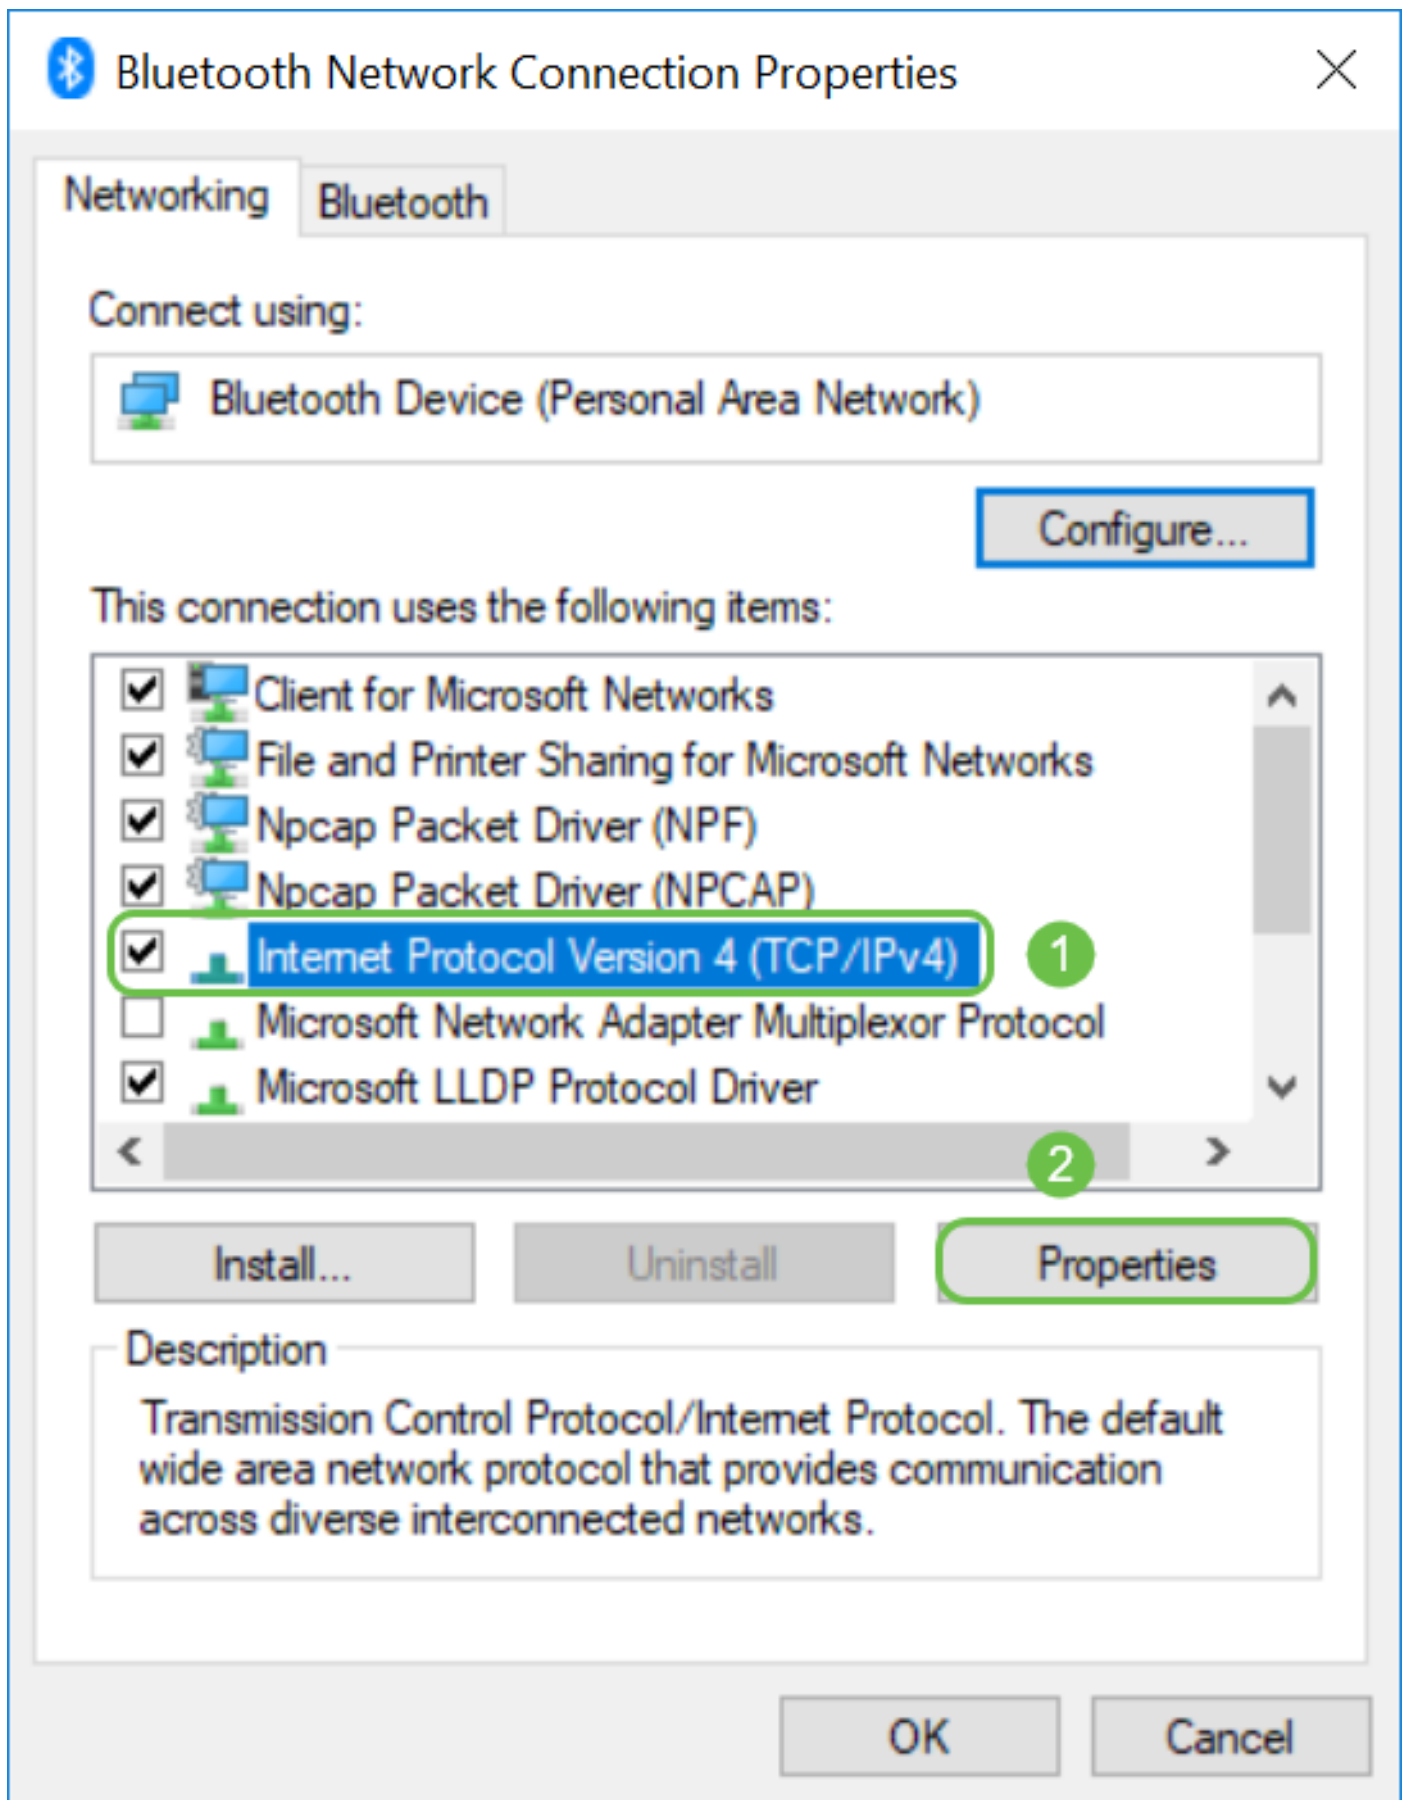 Bluetooth Network Connection Properties
Networking
Bluetooth
Connect using:
Bluetooth Device (Personal Area Network)
Configure...
This connection uses the following items:
Client for Microsoft Networks
File and Printer Sharing for Microsoft Networks
Npcap Packet Driver (NPF)
Npcap Packet Driver (NPCAP)
Internet Protocol Version 4 (TCP/IPv4)
1
Microsoft Network Adapter Multiplexor Protocol
Microsoft LLDP Protocol Driver
2
Install...
Uninstall
Properties
Description
Transmission Control Protocol/Internet Protocol. The default
wide area network protocol that provides communication
across diverse interconnected networks.
OK
Cancel